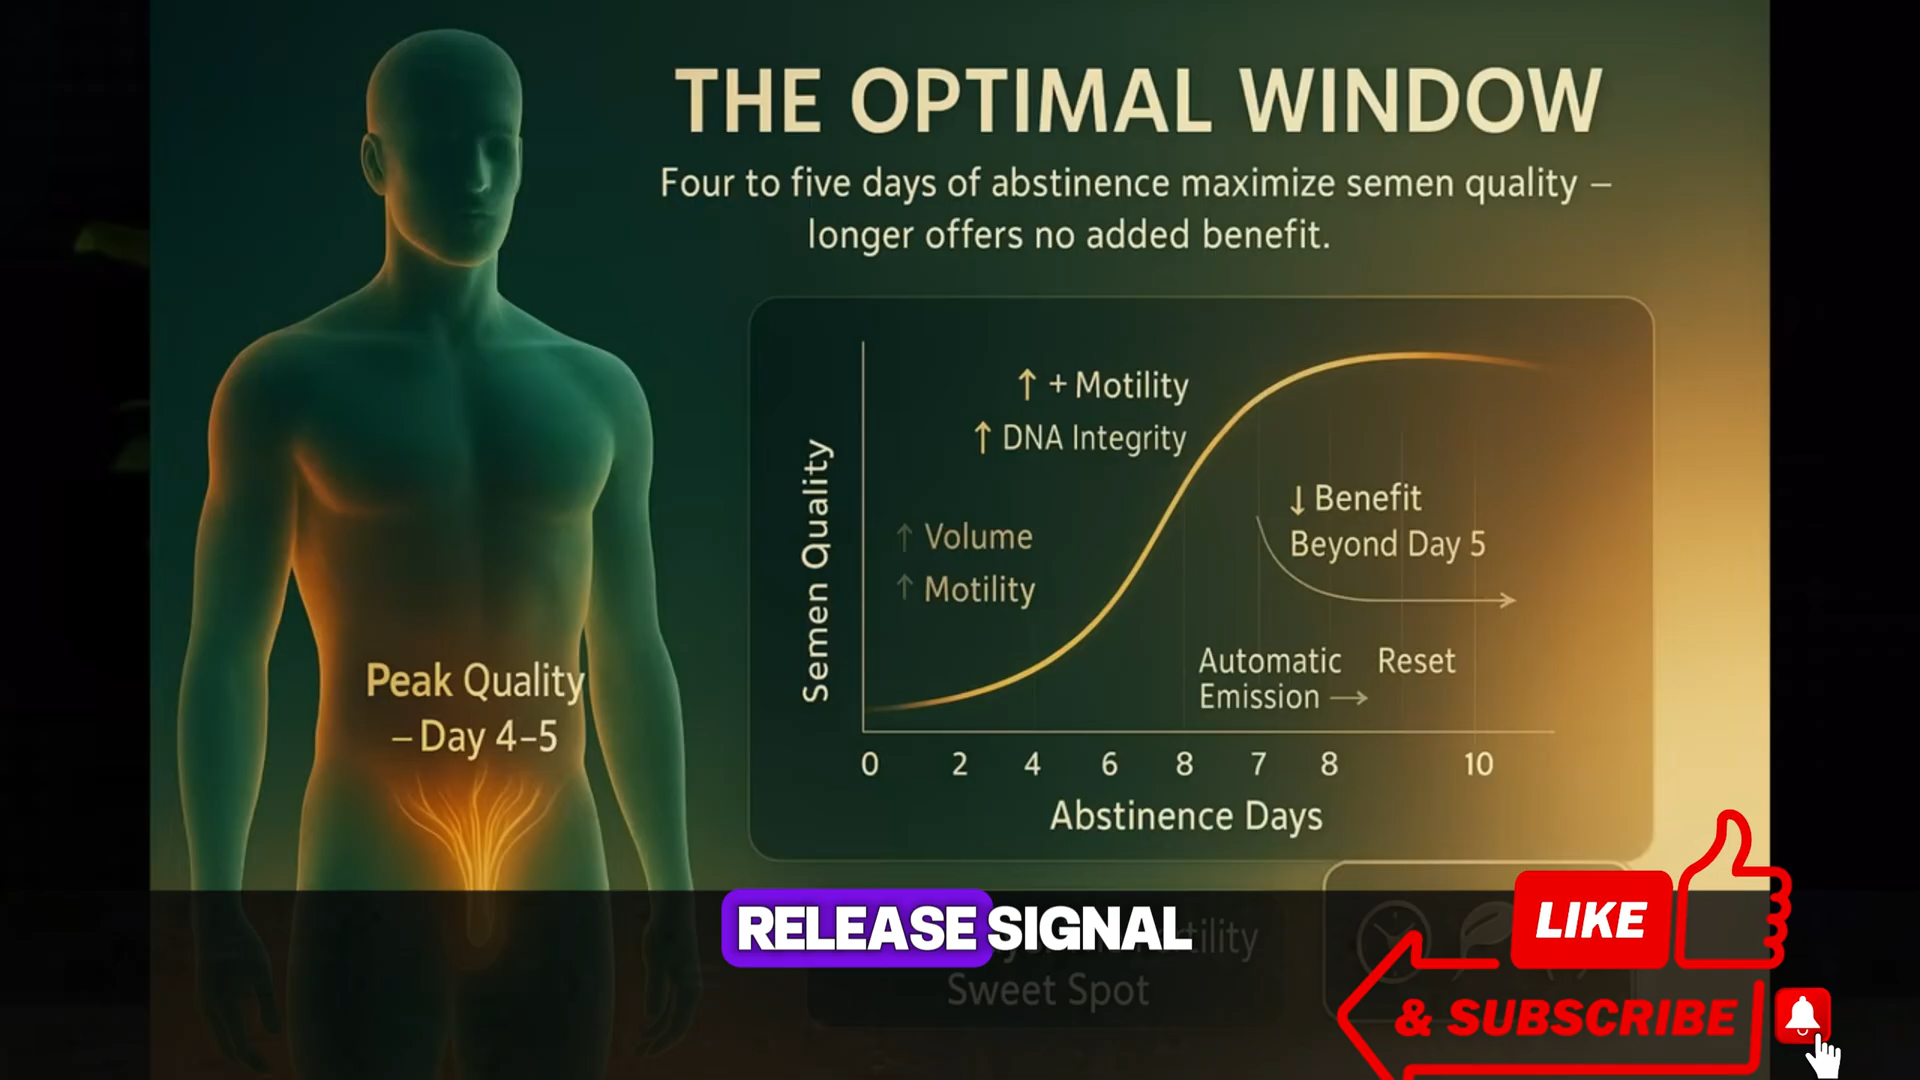 THE OPTIMAL WINDOW
Four to five days of abstinence maximize semen quality –
longer offers no added benefit.
↑ + Motility
↑ DNA Integrity
↑ Volume
↑ Motility
↓ Benefit
Beyond Day 5
Automatic
Emission →
Reset
Semen Quality
0 2 4 6 8 7 8 10
Abstinence Days
Peak Quality
– Day 4–5
RELEASE SIGNAL
Sweet Spot
LIKE
& SUBSCRIBE